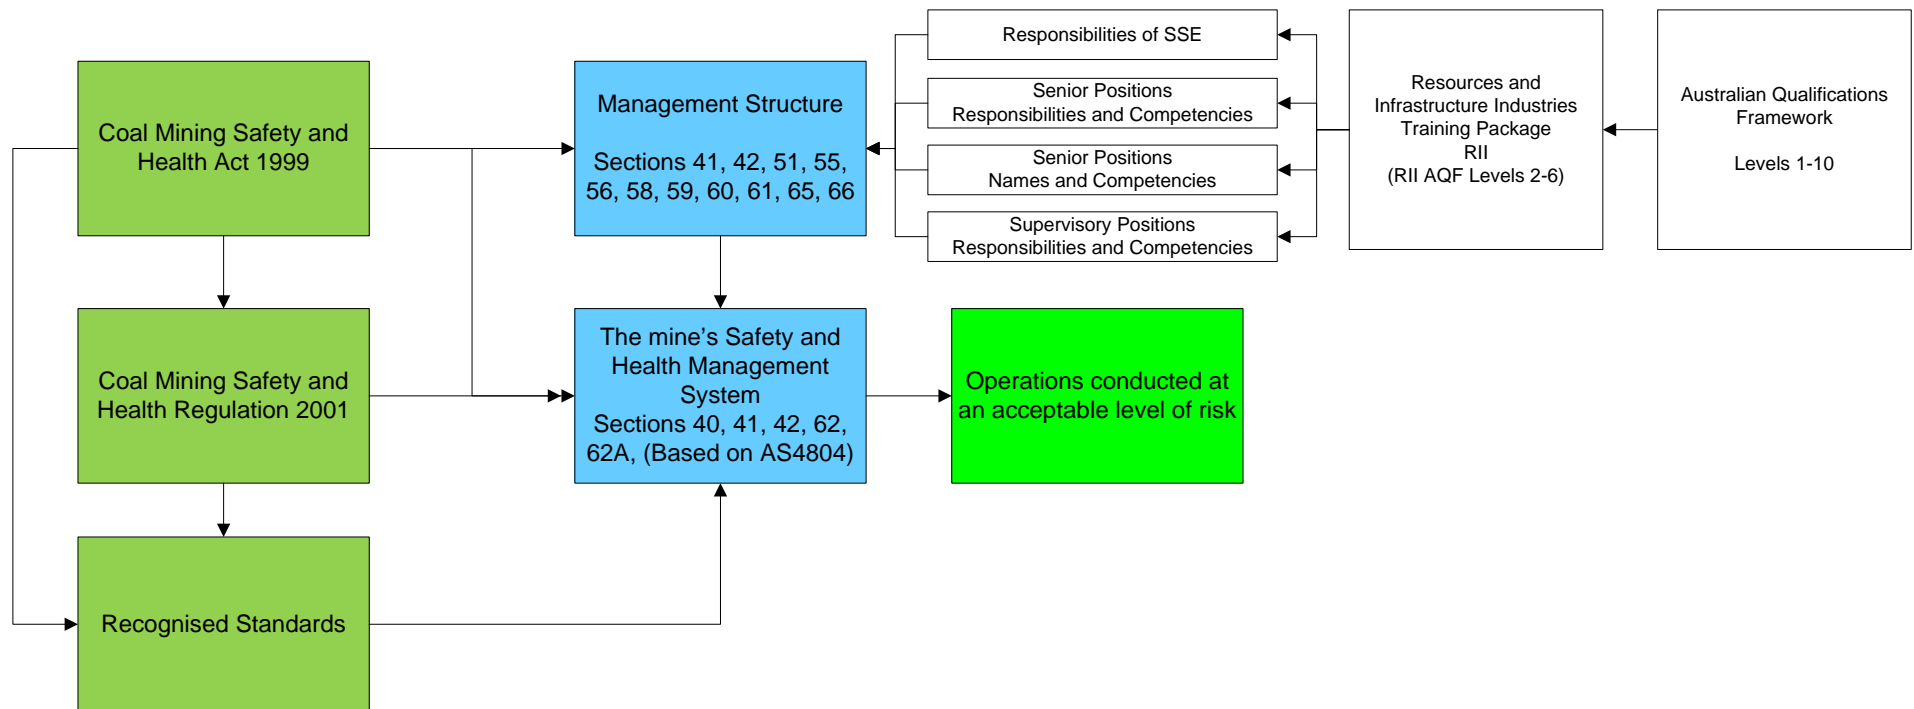 Coal Mining Safety and
Health Act 1999
Management Structure
Sections 41, 42, 51, 55,
56, 58, 59, 60, 61, 65, 66
Responsibilities of SSE
Senior Positions
Responsibilities and Competencies
Senior Positions
Names and Competencies
Supervisory Positions
Responsibilities and Competencies
Resources and
Infrastructure Industries
Training Package
RII
(RII AQF Levels 2-6)
Australian Qualifications
Framework
Levels 1-10
Coal Mining Safety and
Health Regulation 2001
The mine’s Safety and
Health Management
System
Sections 40, 41, 42, 62,
62A, (Based on AS4804)
Operations conducted at
an acceptable level of risk
Recognised Standards